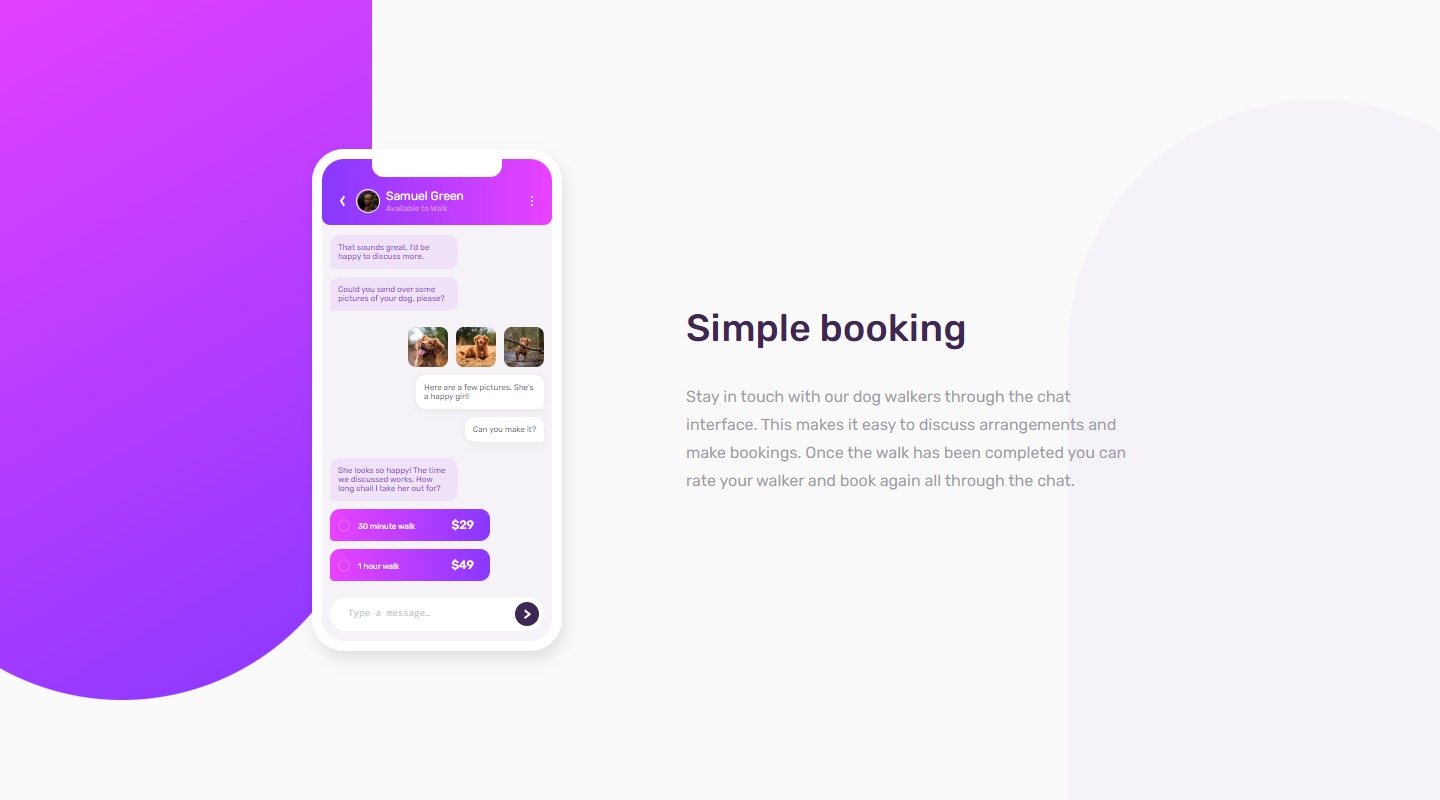 Samuel Green
Available to Walk
That sounds great. I'd be
happy to discuss more.
Could you send over some
pictures of your dog, please?
Here are a few pictures. She's
a happy girl!
Can you make it?
She looks so happy! The time
we discussed works. How
long shall I take her out for?
30 minute walk $29
1 hour walk $49
Type a message…
Simple booking
Stay in touch with our dog walkers through the chat
interface. This makes it easy to discuss arrangements and
make bookings. Once the walk has been completed you can
rate your walker and book again all through the chat.